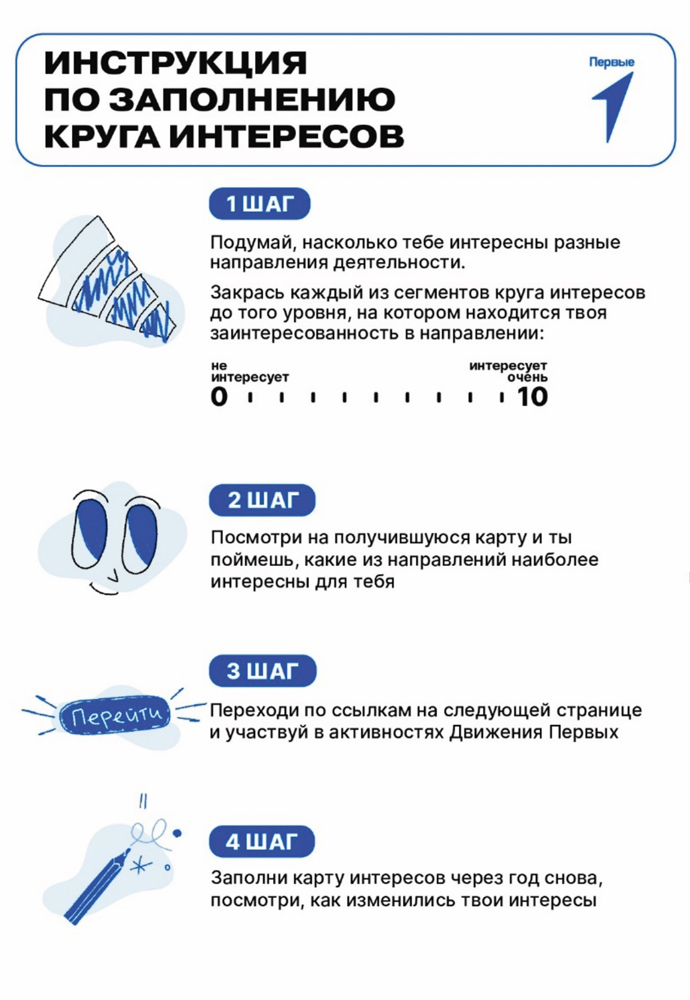 ИНСТРУКЦИЯ
ПО ЗАПОЛНЕНИЮ
КРУГА ИНТЕРЕСОВ
Первые
1 ШАГ
Подумай, насколько тебе интересны разные
направления деятельности.
Закрась каждый из сегментов круга интересов
до того уровня, на котором находится твоя
заинтересованность в направлении:
не
интересует
интересует
очень
0
10
2 ШАГ
Посмотри на получившуюся карту и ты
поймешь, какие из направлений наиболее
интересны для тебя
3 ШАГ
Перейти
Переходи по ссылкам на следующей странице
и участвуй в активностях Движения Первых
4 ШАГ
Заполни карту интересов через год снова,
посмотри, как изменились твои интересы